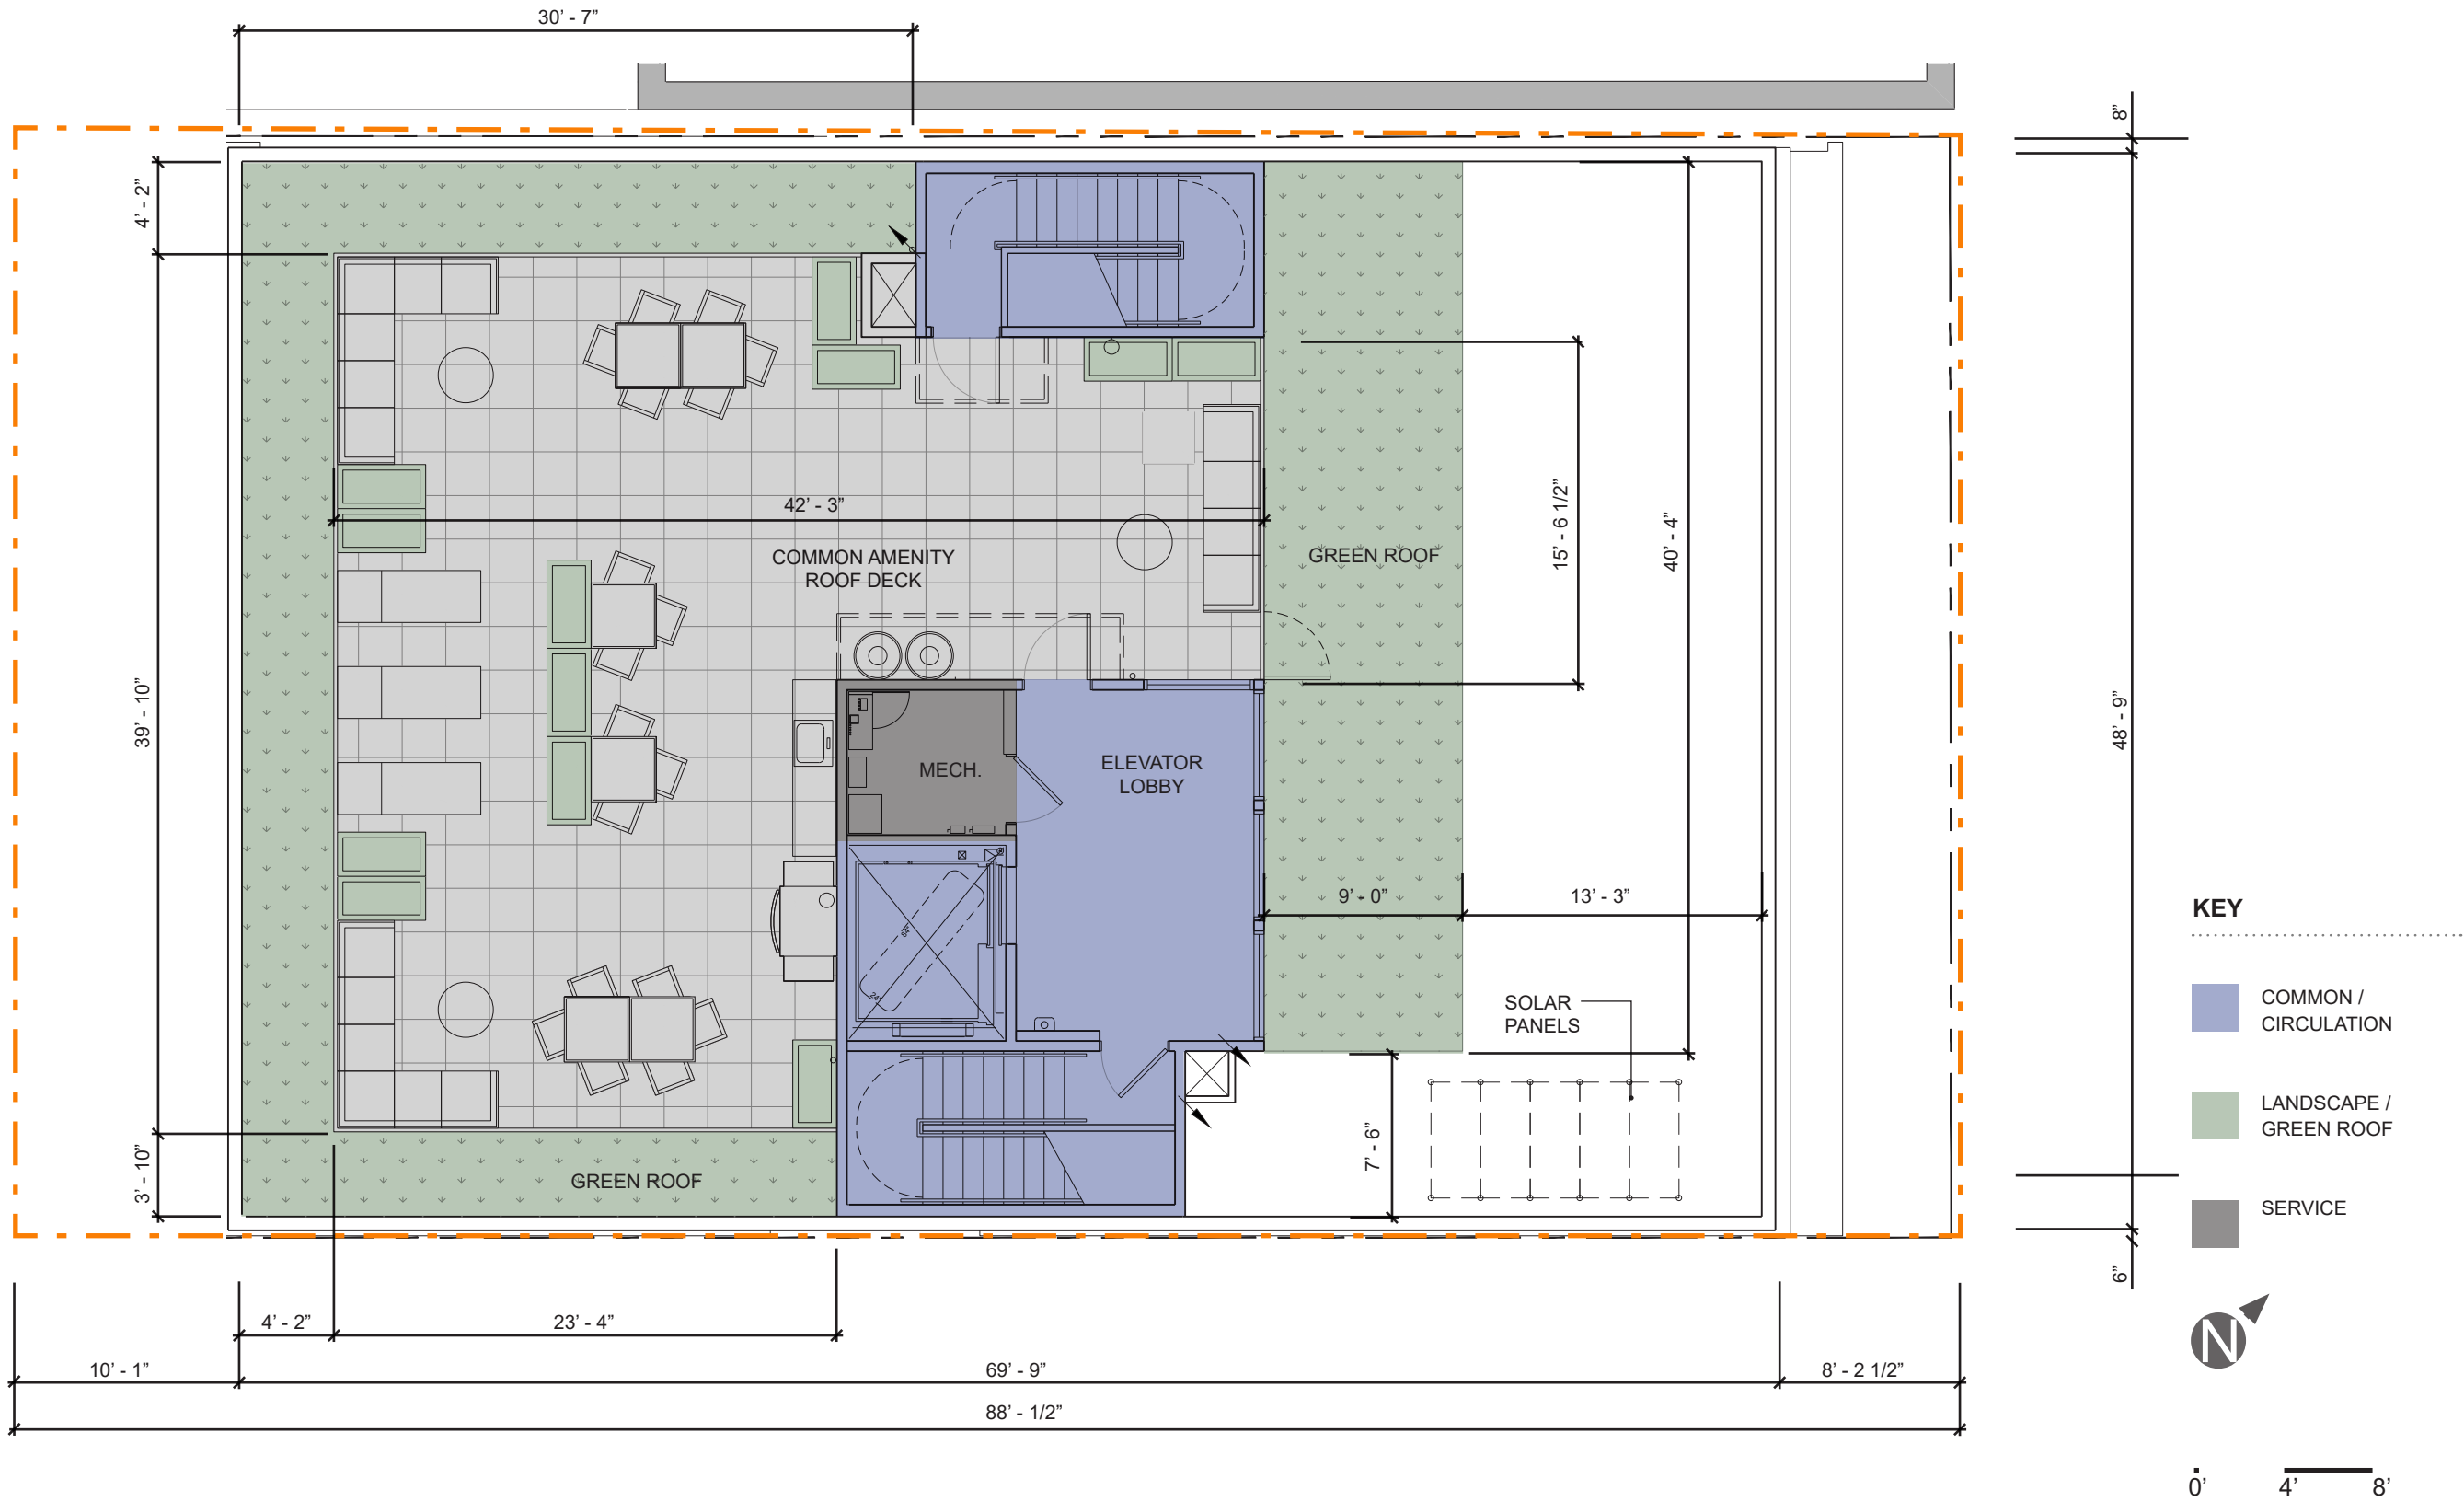 30’ - 7”
8”
4’ - 2”
42’ - 3”
COMMON AMENITY
ROOF DECK
GREEN ROOF
15’ - 6 1/2”
40’ - 4”
39’ - 10”
48’ - 9”
MECH.
ELEVATOR
LOBBY
9’ - 0”
13’ - 3”
84"
24"
SOLAR
PANELS
7’ - 6”
3’ - 10”
GREEN ROOF
6”
4’ - 2”
23’ - 4”
10’ - 1”
69’ - 9”
8’ - 2 1/2”
88’ - 1/2”
KEY
COMMON /
CIRCULATION
LANDSCAPE /
GREEN ROOF
SERVICE
N
0’ 4’ 8’